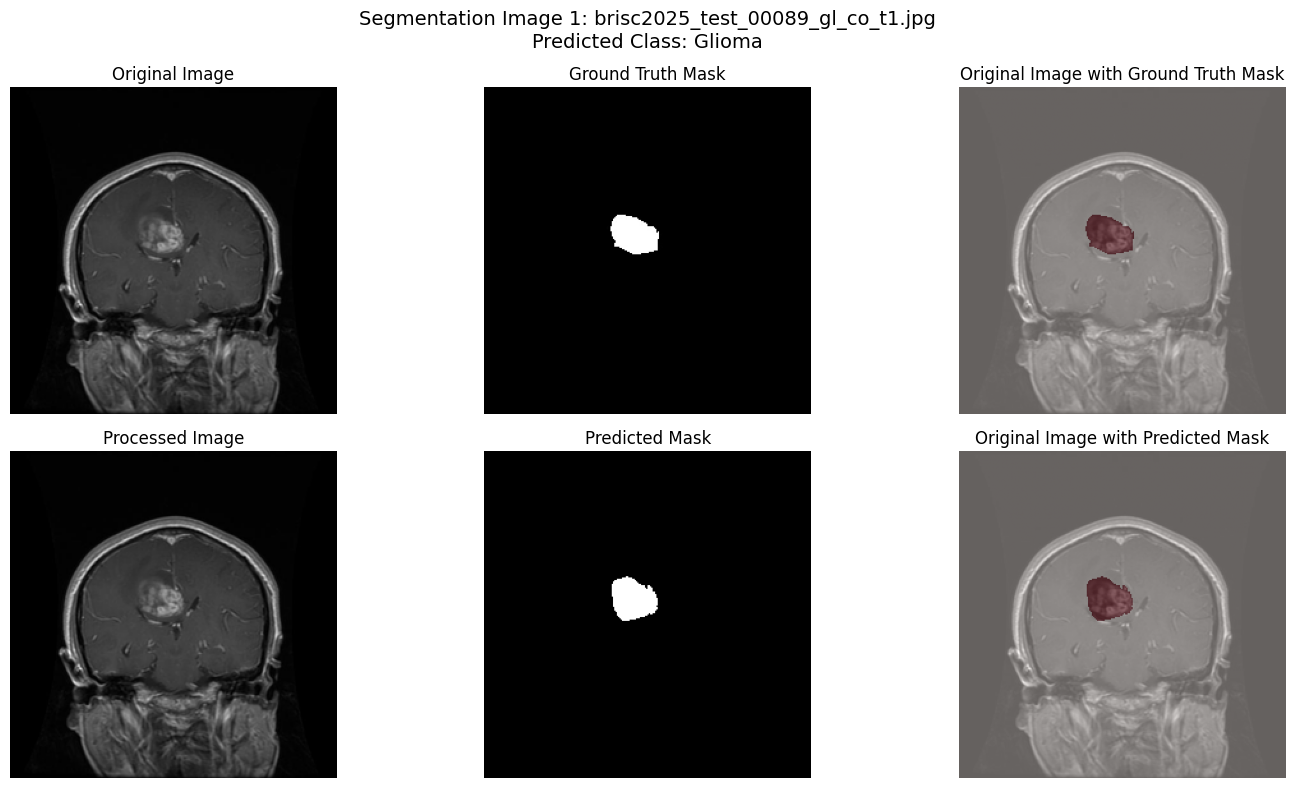 Segmentation Image 1: brisc2025_test_00089_gl_co_t1.jpg
Predicted Class: Glioma
Original Image
Ground Truth Mask
Original Image with Ground Truth Mask
Processed Image
Predicted Mask
Original Image with Predicted Mask